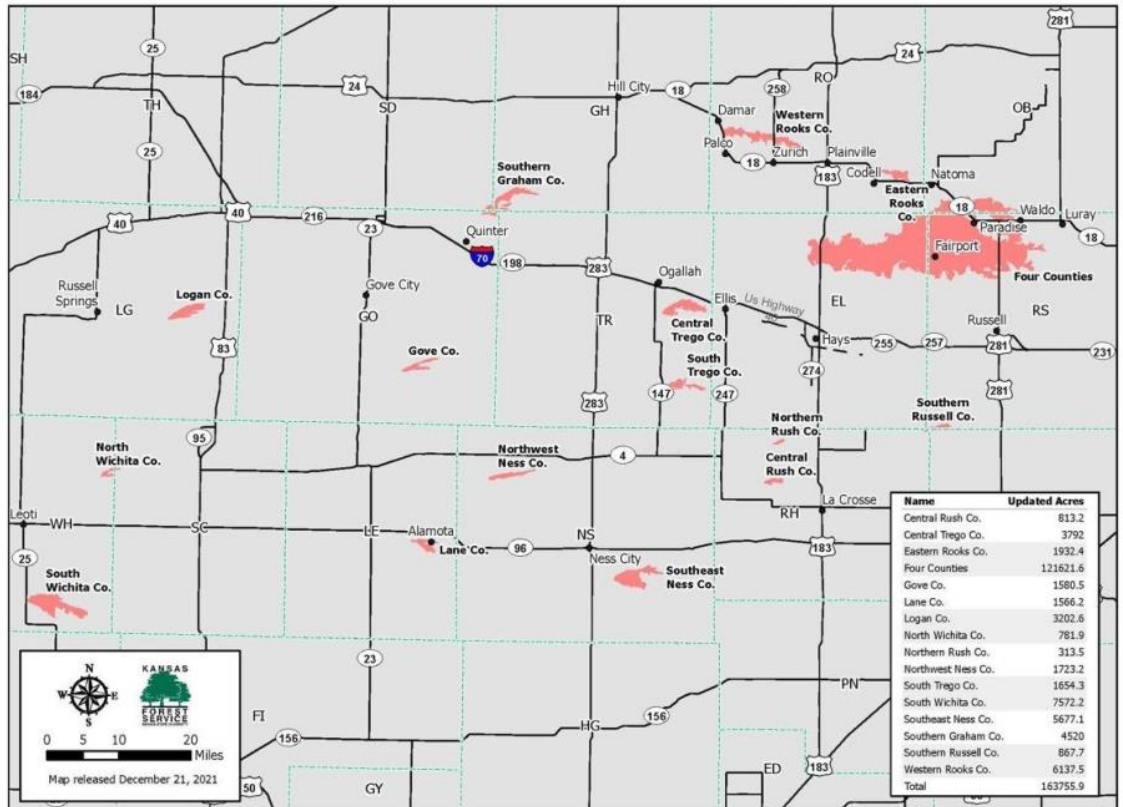 281
25
SH
24
RO
24
184
24
Hill City
18
258
TH
SD
GH
OB
Damar
Western
Rooks Co.
25
Palco
18
Zurich
Plainville
Southern
Graham Co.
183
Codell
Natoma
Eastern
Rooks
Co.
40
216
40
23
18
Waldo
Luray
Paradise
18
Quinter
70
198
Fairport
283
Ogallah
Four Counties
Russell
Springs
Logan Co.
Gove City
Ellis
Us Highway
40
EL
RS
LG
GO
TR
Central
Trego Co.
Russell
83
Gove Co.
Hays
255
257
281
231
South
Trego Co.
274
283
147
247
281
Southern
Russell Co.
Northern
Rush Co.
95
North
Wichita Co.
Northwest
Ness Co.
4
Central
Rush Co.
La Crosse
RH
Leoti
WH
SC
LE
Alamota
Lane Co.
96
NS
Ness City
183
25
South
Wichita Co.
Southeast
Ness Co.
23
PN
FI
156
HG
156
50
GY
ED
183
N
W E
S
KANSAS
FOREST
SERVICE
0 5 10 20
Miles
Map released December 21, 2021
Name Updated Acres
Central Rush Co. 813.2
Central Trego Co. 3792
Eastern Rooks Co. 1932.4
Four Counties 121621.6
Gove Co. 1580.5
Lane Co. 1566.2
Logan Co. 3202.6
North Wichita Co. 781.9
Northern Rush Co. 313.5
Northwest Ness Co. 1723.2
South Trego Co. 1654.3
South Wichita Co. 7572.2
Southeast Ness Co. 5677.1
Southern Graham Co. 4520
Southern Russell Co. 867.7
Western Rooks Co. 6137.5
Total 163755.9